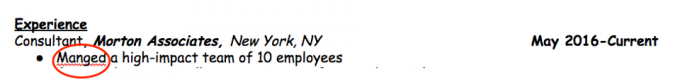 Experience
Consultant, Morton Associates, New York, NY May 2016-Current
• Manged a high-impact team of 10 employees